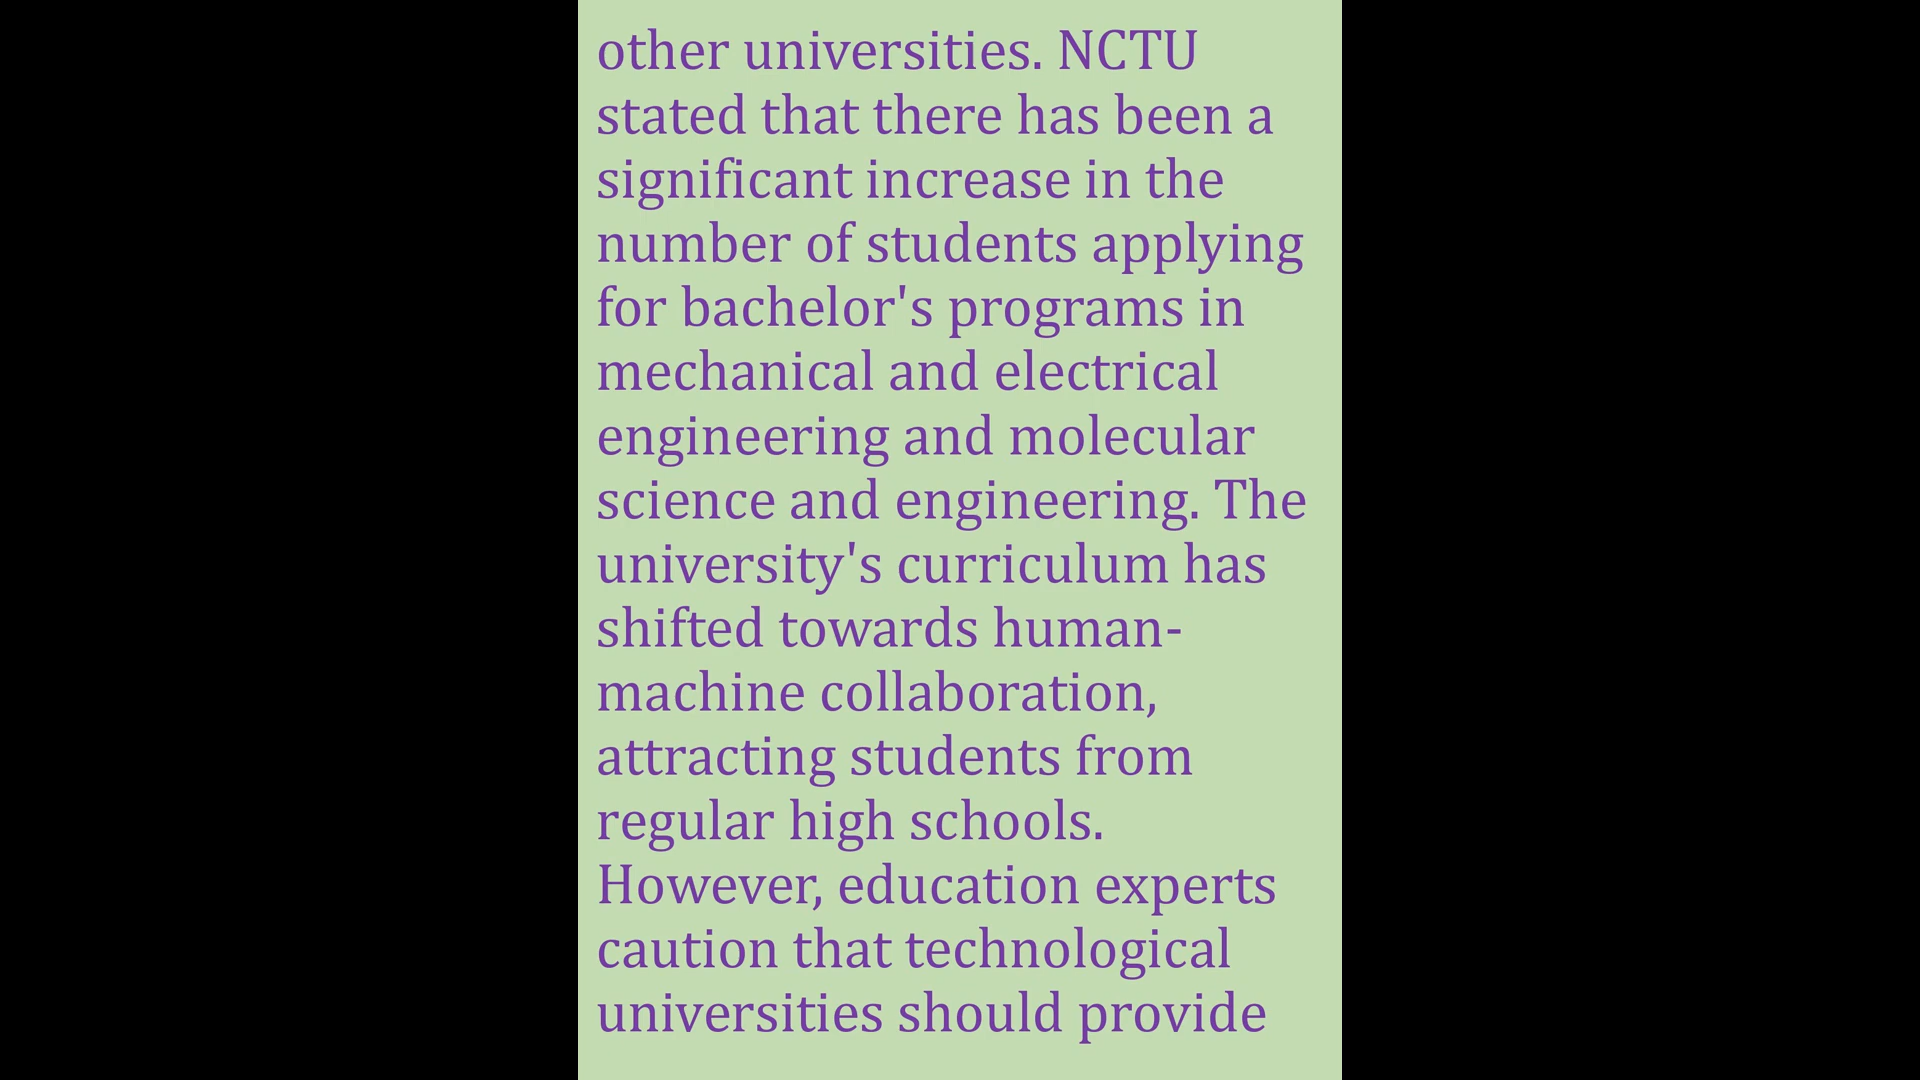 other universities. NCTU
stated that there has been a
significant increase in the
number of students applying
for bachelor's programs in
mechanical and electrical
engineering and molecular
science and engineering. The
university's curriculum has
shifted towards human-
machine collaboration,
attracting students from
regular high schools.
However, education experts
caution that technological
universities should provide